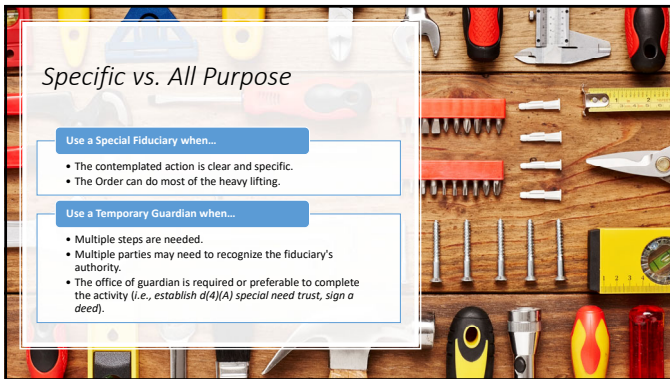 Specific vs. All Purpose
Use a Special Fiduciary when...
• The contemplated action is clear and specific.
• The Order can do most of the heavy lifting.
Use a Temporary Guardian when...
• Multiple steps are needed.
• Multiple parties may need to recognize the fiduciary's
authority.
• The office of guardian is required or preferable to complete
the activity (i.e., establish d(4)(A) special need trust, sign a
deed).